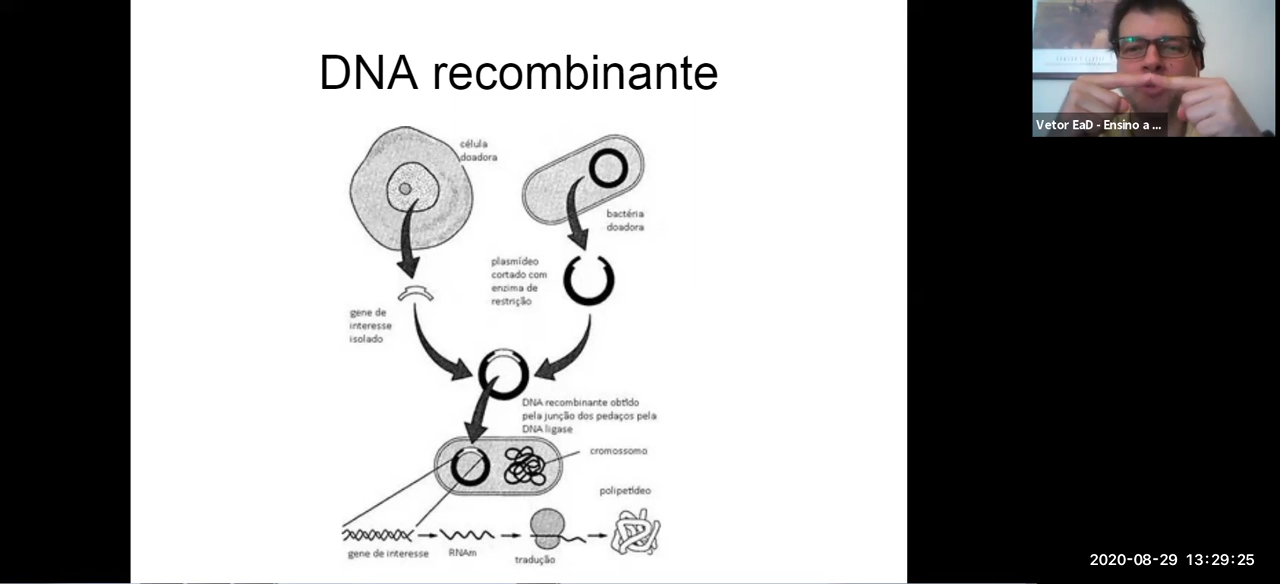 DNA recombinante
célula
doadora
bactéria
doadora
plasmídeo
cortado com
enzima de
restrição
gene de
interesse
isolado
DNA recombinante obtido
pela junção dos pedaços pela
DNA ligase
cromossomo
polipetídeo
gene de interesse
RNAm
tradução
Vetor EaD - Ensino a ...
2020-08-29 13:29:25